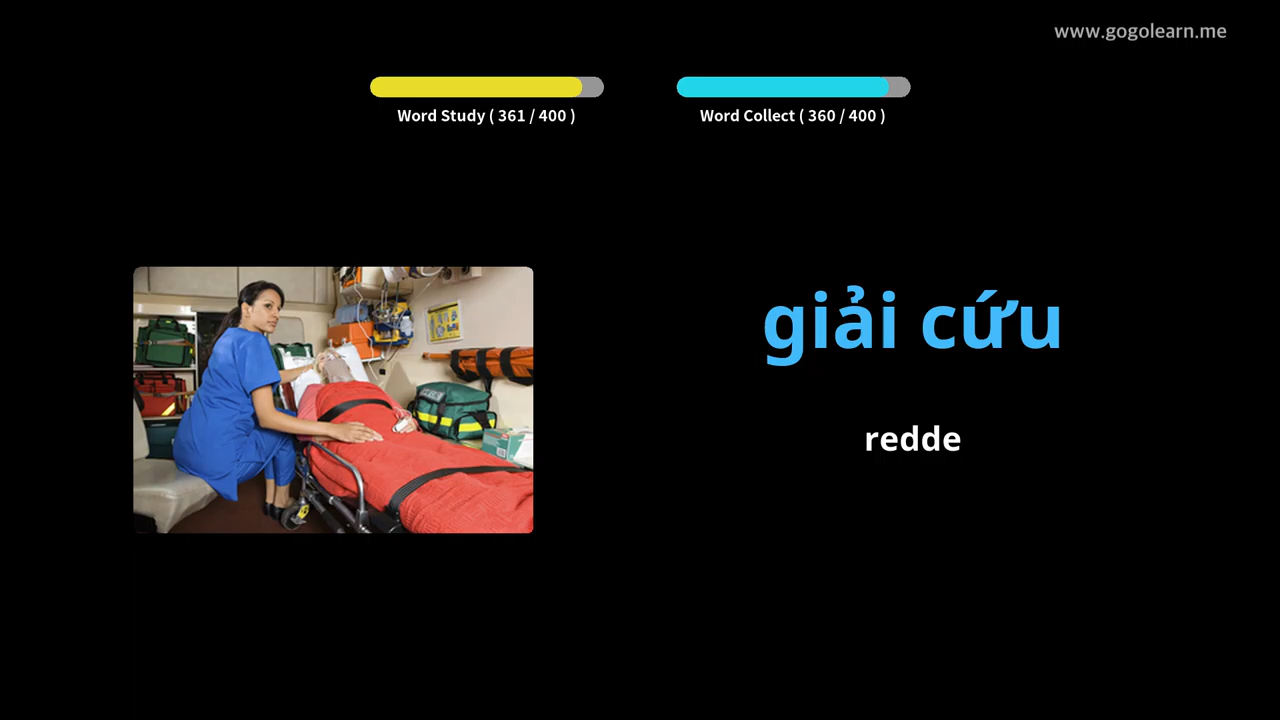 www.gogolearn.me
Word Study ( 361 / 400 )
Word Collect ( 360 / 400 )
giải cứu
redde